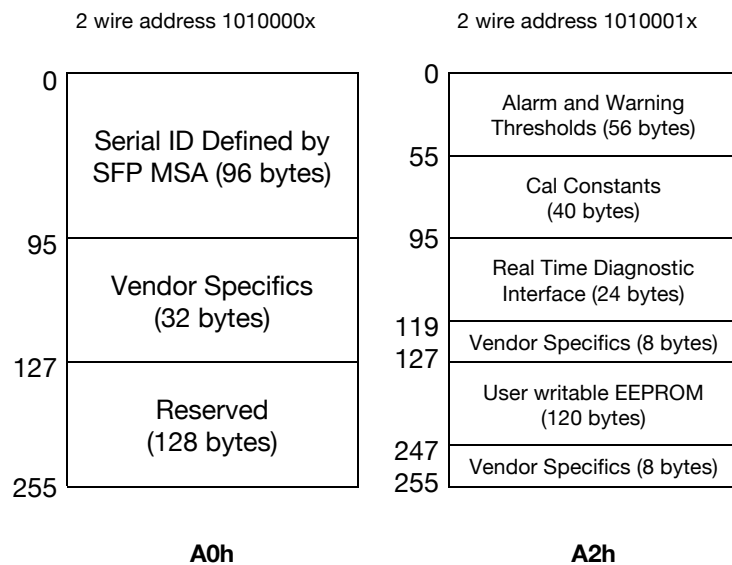 2 wire address 1010000x
0
Serial ID Defined by
SFP MSA (96 bytes)
95
Vendor Specifics
(32 bytes)
127
Reserved
(128 bytes)
255
A0h
2 wire address 1010001x
0
Alarm and Warning
Thresholds (56 bytes)
55
Cal Constants
(40 bytes)
95
Real Time Diagnostic
Interface (24 bytes)
119
Vendor Specifics (8 bytes)
127
User writable EEPROM
(120 bytes)
247
Vendor Specifics (8 bytes)
255
A2h